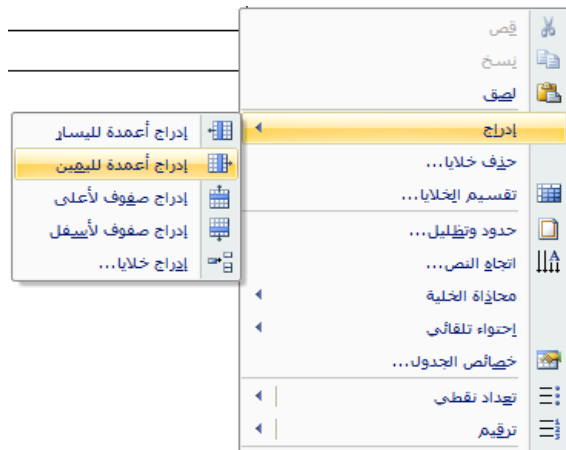 قص
نسخ
لصق
إدراج
حذف خلايا...
تقسيم الخلايا...
حدود وتظليل...
اتجاه النص...
محاذاة الخلية
إحتواء تلقائي
خصائص الجدول...
تعداد نقطي
ترقيم
إدراج أعمدة لليسار
إدراج أعمدة لليمين
إدراج صفوف لأعلى
إدراج صفوف لأسفل
إدراج خلايا...